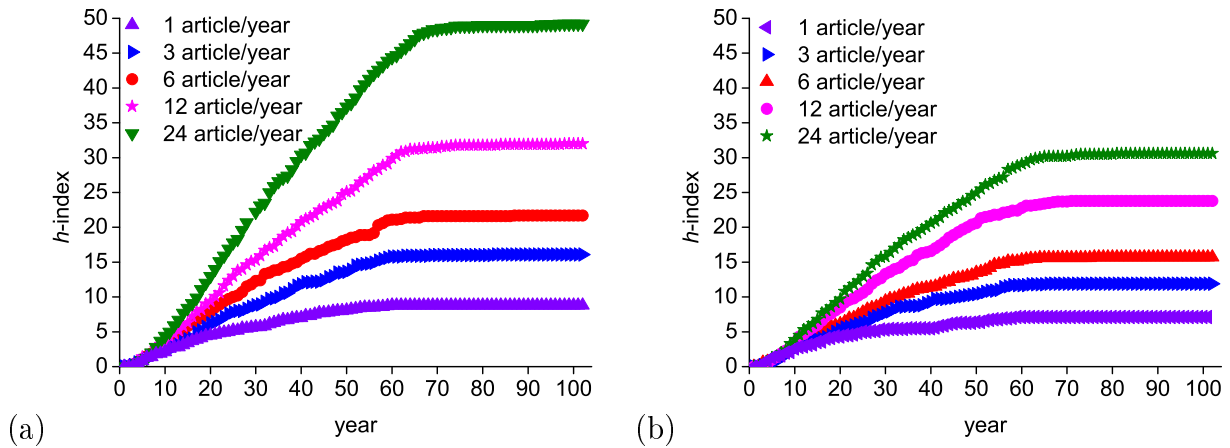 50
45
40
35
30
25
20
15
10
5
0
h-index
1 article/year
3 article/year
6 article/year
12 article/year
24 article/year
0 10 20 30 40 50 60 70 80 90 100
year
(a)
50
45
40
35
30
25
20
15
10
5
0
h-index
1 article/year
3 article/year
6 article/year
12 article/year
24 article/year
0 10 20 30 40 50 60 70 80 90 100
year
(b)